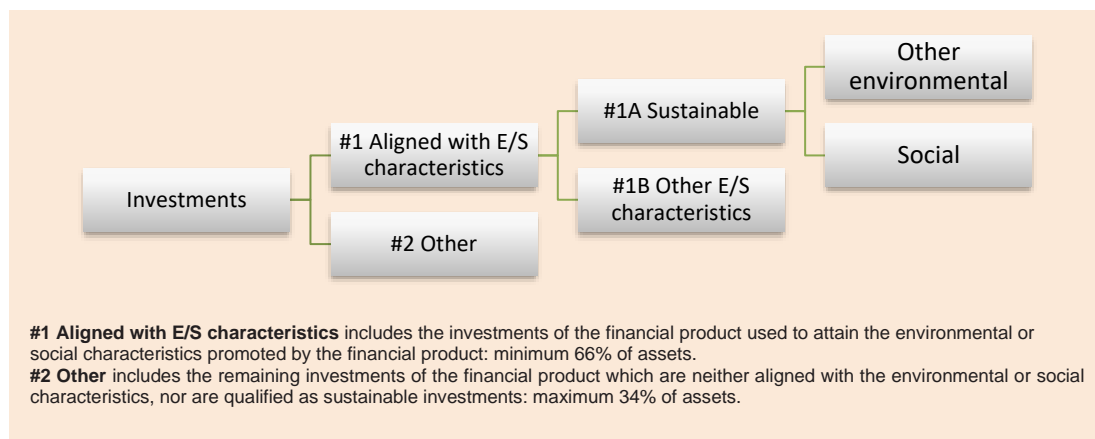 Other
environmental
#1A Sustainable
#1 Aligned with E/S
characteristics
Social
Investments
#1B Other E/S
characteristics
#2 Other
#1 Aligned with E/S characteristics includes the investments of the financial product used to attain the environmental or
social characteristics promoted by the financial product: minimum 66% of assets.
#2 Other includes the remaining investments of the financial product which are neither aligned with the environmental or social
characteristics, nor are qualified as sustainable investments: maximum 34% of assets.